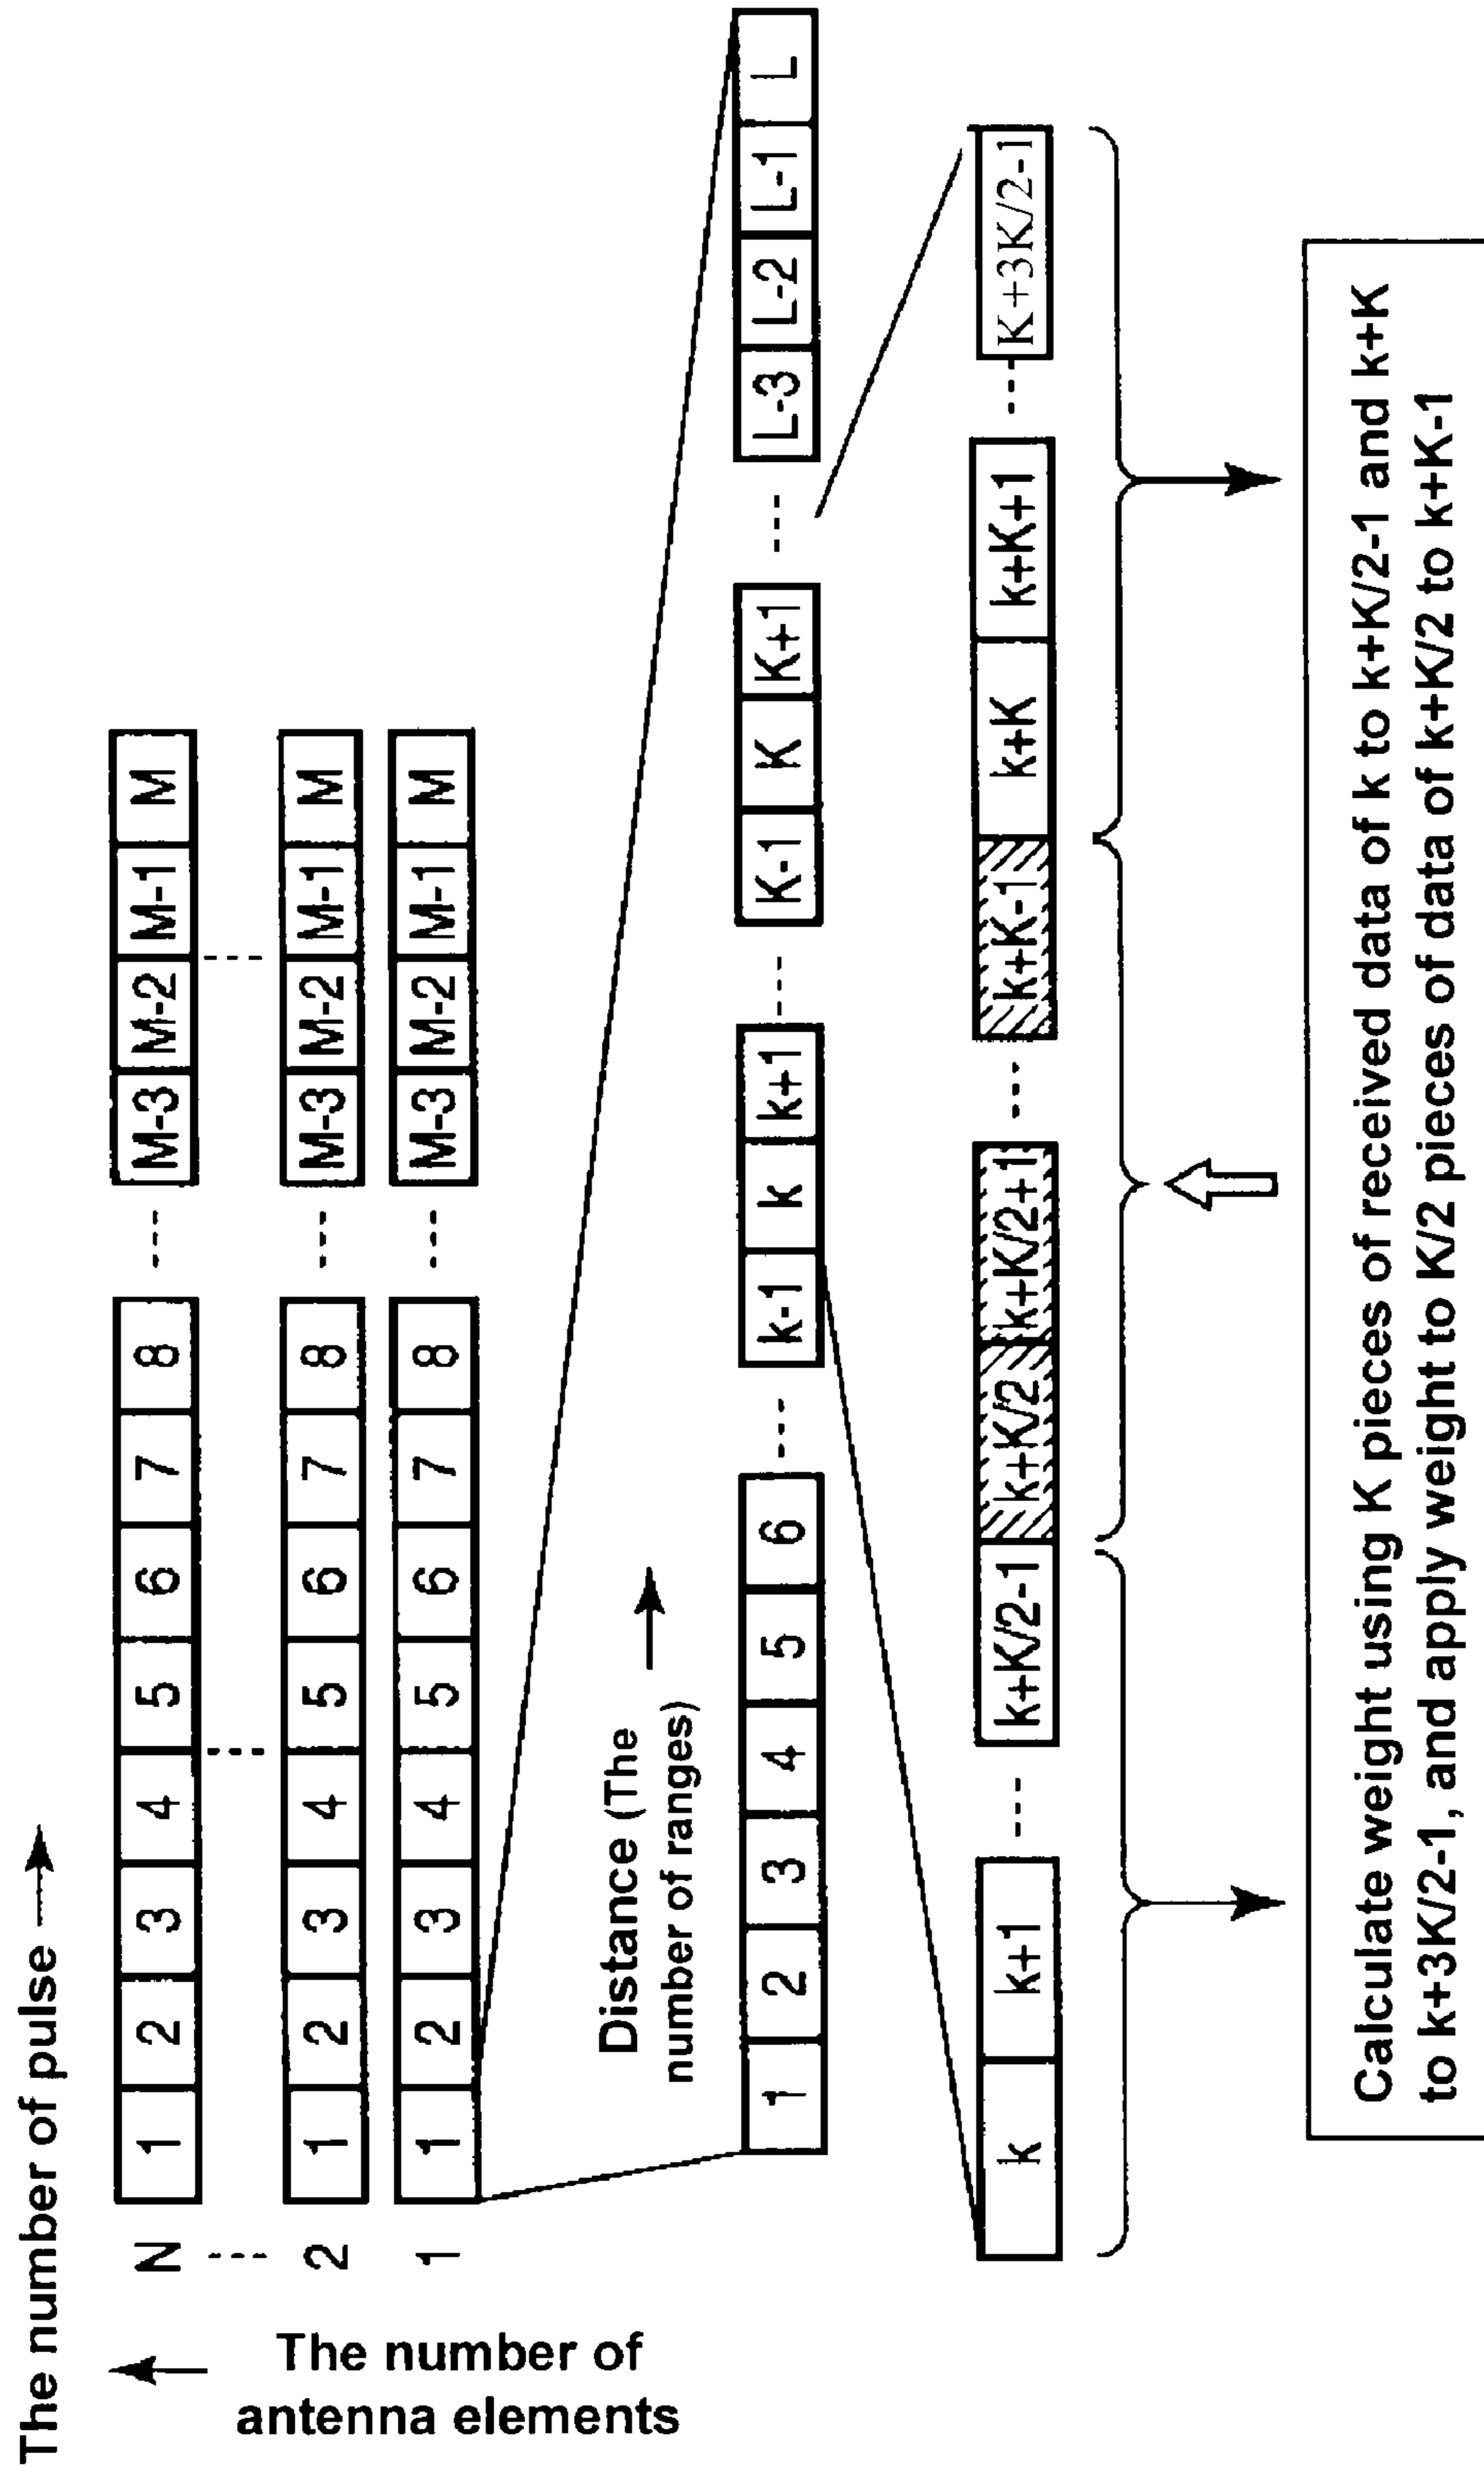 The number of pulse
N 1 2 3 4 5 6 7 8 --- M-3 M-2 M-1 M
2 1 2 3 4 5 6 7 8 --- M-3 M-2 M-1 M
1 1 2 3 4 5 6 7 8 --- M-3 M-2 M-1 M
The number of
antenna elements
Distance (The
number of ranges)
1 2 3 4 5 6 --- k-1 k k+1 ---- K-1 K K+1 --- L-3 L-2 L-1 L
k k+1 --- k+K/2-1 k+K/2 k+K/2+1 --- k+K-1 k+K k+K+1 --- K+3K/2-1
Calculate weight using K pieces of received data of k to k+K/2-1 and k+K
to k+3K/2-1, and apply weight to K/2 pieces of data of k+K/2 to k+K-1